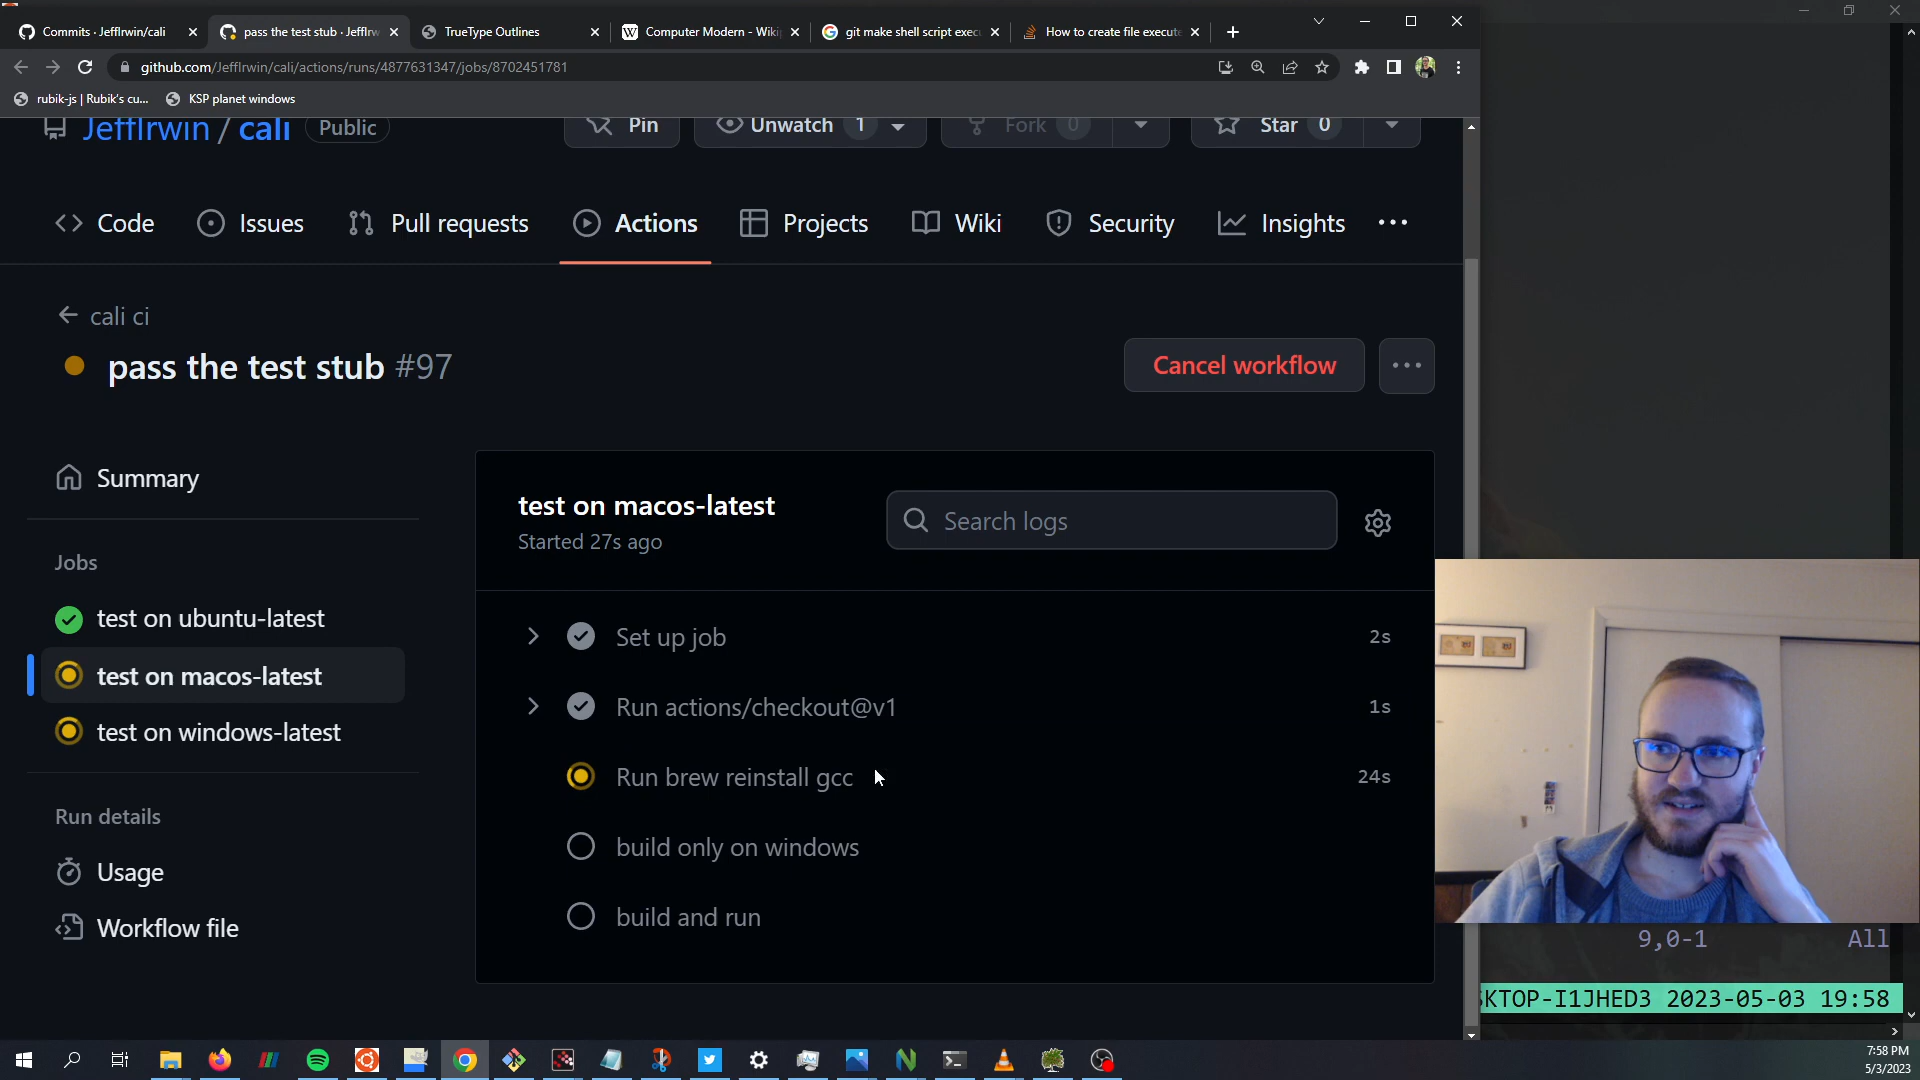 Commits · JeffIrwin/cali
pass the test stub · JeffIrw
TrueType Outlines
Computer Modern - Wiki
git make shell script exec
How to create file execut
github.com/JeffIrwin/cali/actions/runs/4877631347/jobs/8702451781
rubik-js | Rubik's cu...
KSP planet windows
JeffIrwin / cali
Public
Pin
Unwatch 1
Fork 0
Star 0
Code
Issues
Pull requests
Actions
Projects
Wiki
Security
Insights
cali ci
pass the test stub #97
Cancel workflow
Summary
Jobs
test on ubuntu-latest
test on macos-latest
test on windows-latest
Run details
Usage
Workflow file
test on macos-latest
Started 27s ago
Search logs
Set up job 2s
Run actions/checkout@v1 1s
Run brew reinstall gcc 24s
build only on windows
build and run
9,0-1 All
KTOP-I1JHED3 2023-05-03 19:58
7:58 PM
5/3/2023